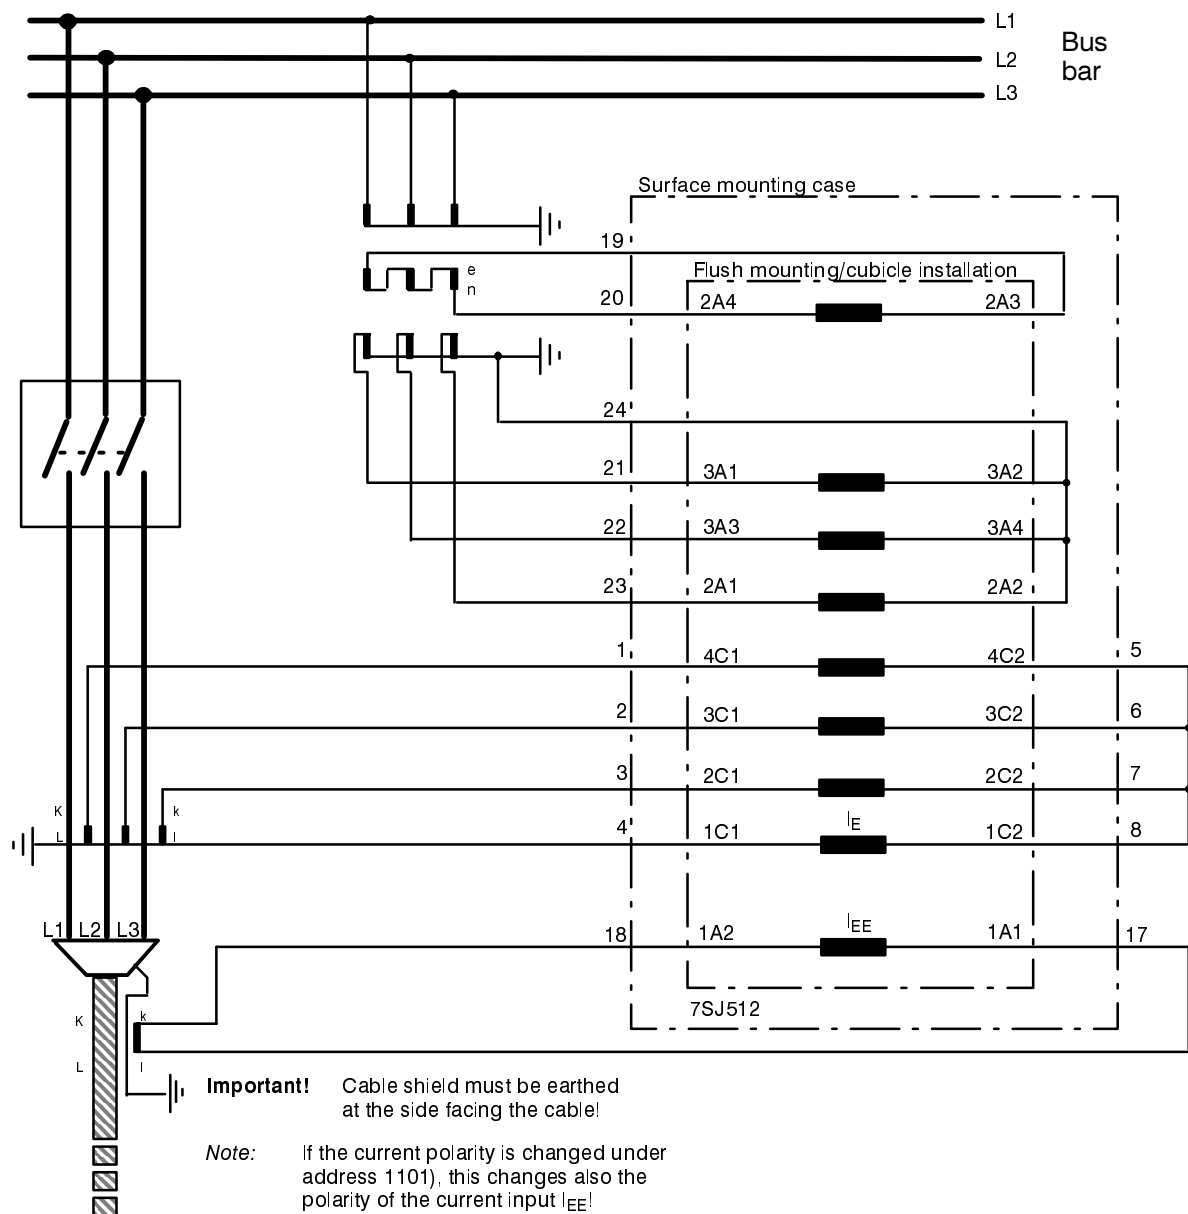 L1
L2
L3
Bus
bar
Surface mounting case
19
Flush mounting/cubicle installation
e
n
20
2A4
2A3
24
21
3A1
3A2
22
3A3
3A4
23
2A1
2A2
1
4C1
4C2
5
2
3C1
3C2
6
3
2C1
2C2
7
K
k
L
l
4
1C1
IE
1C2
8
L1 L2 L3
18
1A2
IEE
1A1
17
7SJ512
K
k
L
l
Important! Cable shield must be earthed
at the side facing the cable!
Note: If the current polarity is changed under
address 1101), this changes also the
polarity of the current input IEE!